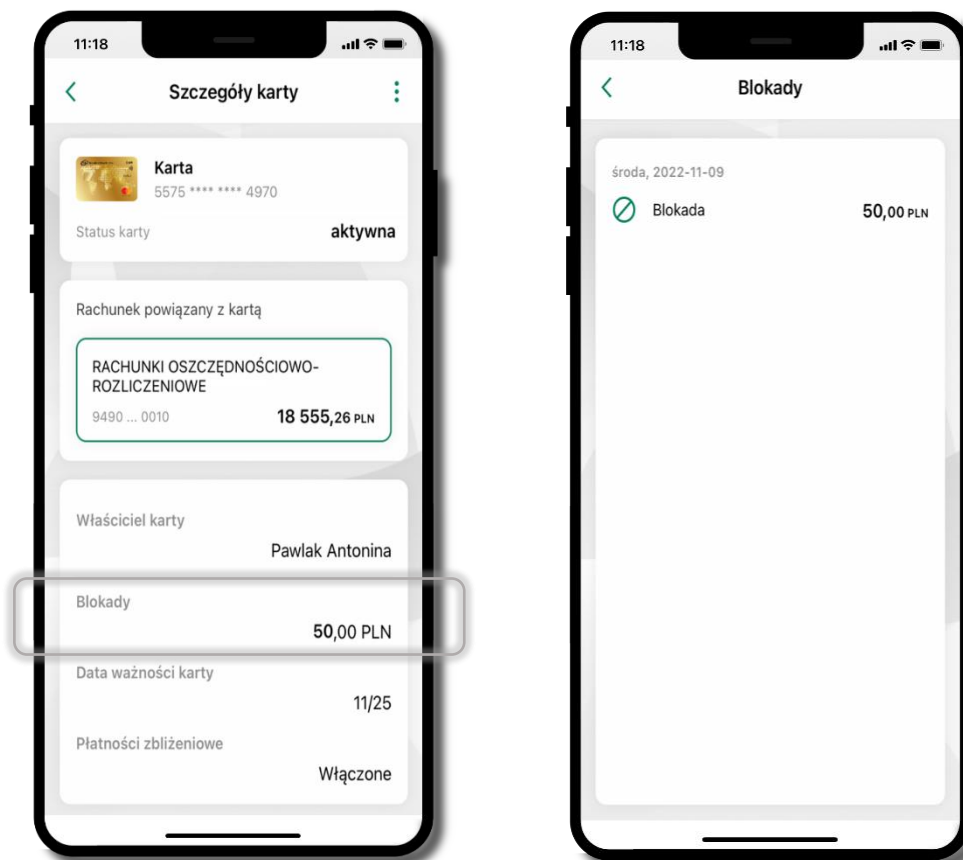 11:18
Szczegóły karty
Karta
5575 **** **** 4970
Status karty aktywna
Rachunek powiązany z kartą
RACHUNKI OSZCZĘDNOŚCIOWO-
ROZLICZENIOWE
9490 ... 0010 18 555,26 PLN
Właściciel karty
Pawlak Antonina
Blokady
50,00 PLN
Data ważności karty
11/25
Płatności zbliżeniowe
Włączone
11:18
Blokady
środa, 2022-11-09
Blokada 50,00 PLN